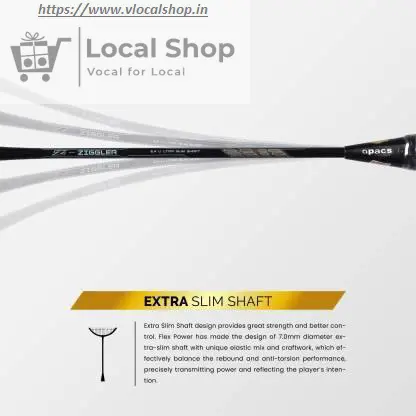 https://www.vlocalshop.in
Local Shop
Vocal for Local
ZIGGLER
SLIM SHAFT
apacs
EXTRA SLIM SHAFT
Extra Slim Shaft design provides great strength and better con-
trol. Flex Power has made the design of 7.0mm diameter ex-
tra-slim shaft with unique elastic mix and craftwork, which ef-
fectively balance the rebound and anti-torsion performance,
precisely transmitting power and reflecting the player's inten-
tion.